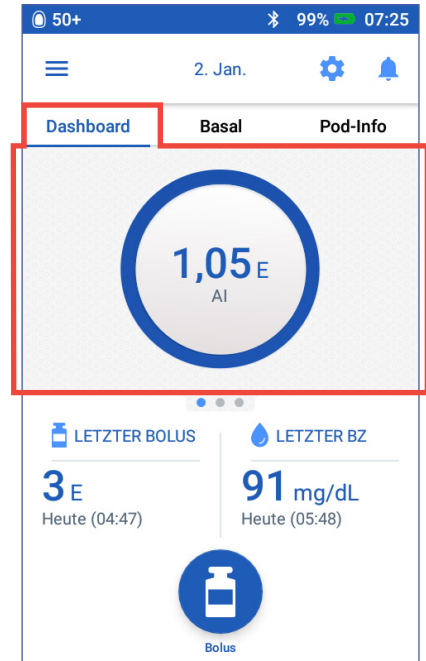 50+ 99% 07:25
2. Jan.
Dashboard Basal Pod-Info
1,05 E
AI
LETZTER BOLUS LETZTER BZ
3 E 91 mg/dL
Heute (04:47) Heute (05:48)
Bolus